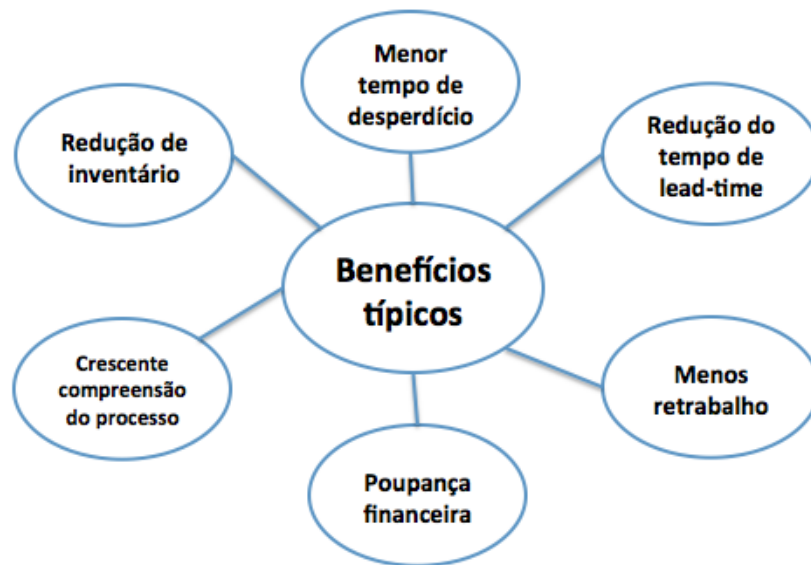 Menor
tempo de
desperdício
Redução de
inventário
Redução do
tempo de
lead-time
Benefícios
típicos
Crescente
compreensão
do processo
Menos
retrabalho
Poupança
financeira